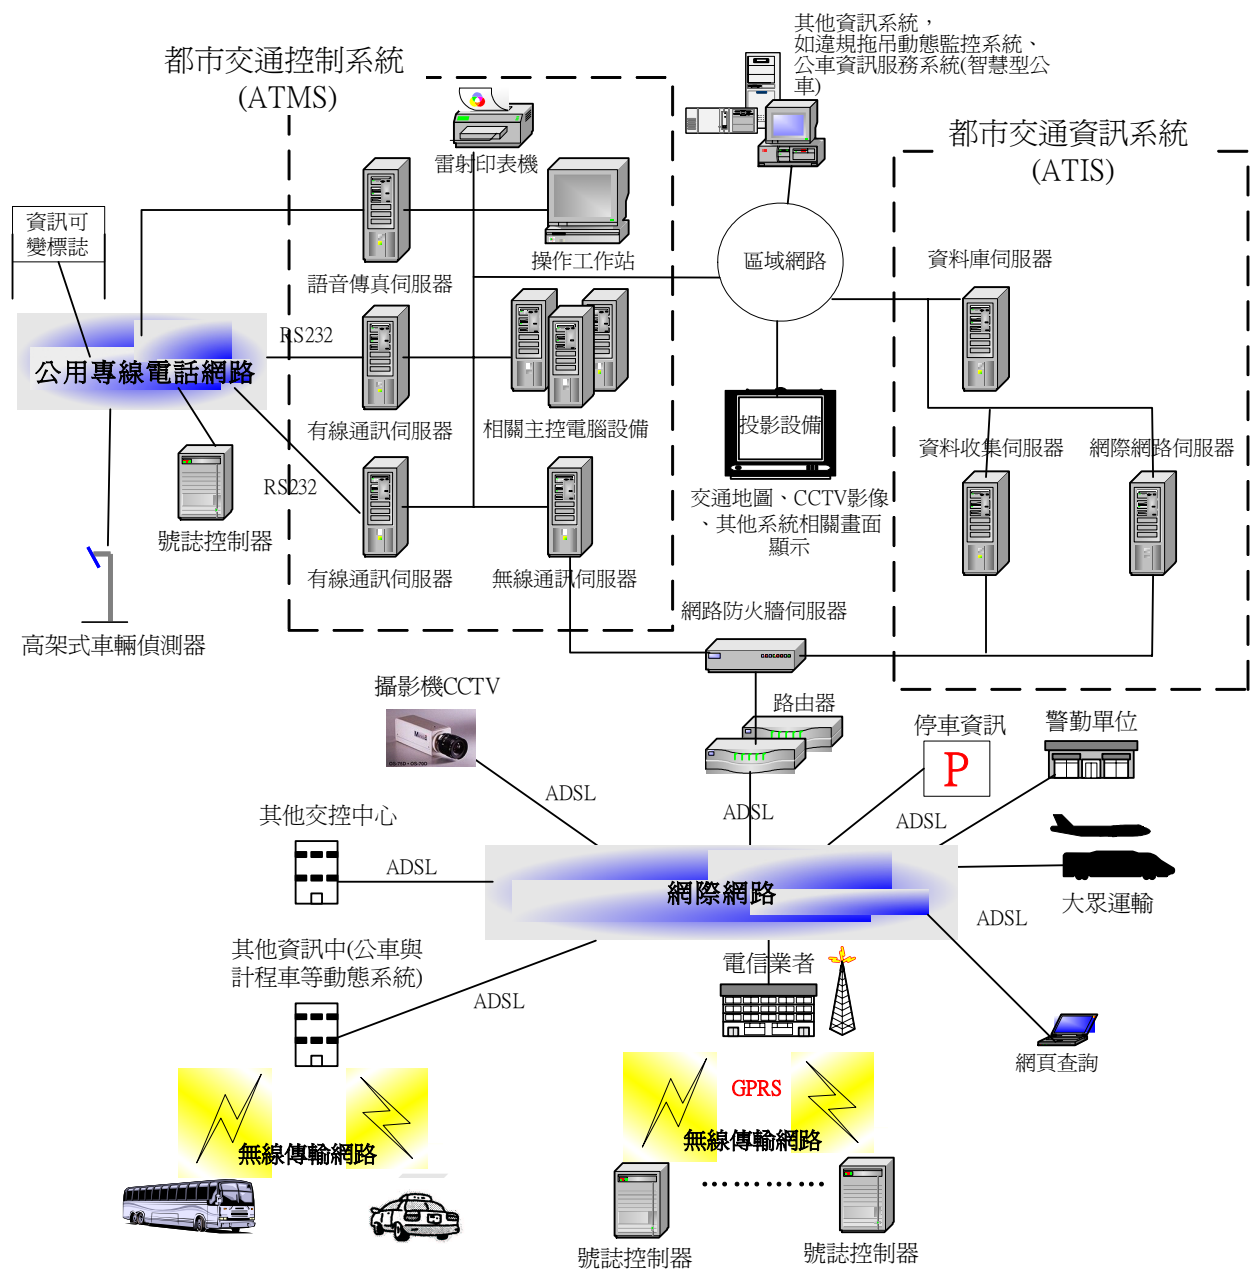 其他資訊系統，
如違規拖吊動態監控系統、
公車資訊服務系統(智慧型公
車)
都市交通控制系統
(ATMS)
都市交通資訊系統
(ATIS)
雷射印表機
資訊可
變標誌
操作工作站
區域網路
資料庫伺服器
語音傳真伺服器
RS232
公用專線電話網路
有線通訊伺服器
相關主控電腦設備
投影設備
資料收集伺服器
網際網路伺服器
RS232
交通地圖、CCTV影像
、其他系統相關畫面
顯示
號誌控制器
有線通訊伺服器
無線通訊伺服器
網路防火牆伺服器
高架式車輛偵測器
攝影機CCTV
路由器
停車資訊
警勤單位
P
ADSL
ADSL
ADSL
其他交控中心
ADSL
網際網路
大眾運輸
ADSL
其他資訊中(公車與
計程車等動態系統)
電信業者
ADSL
網頁查詢
GPRS
無線傳輸網路
無線傳輸網路
號誌控制器
號誌控制器